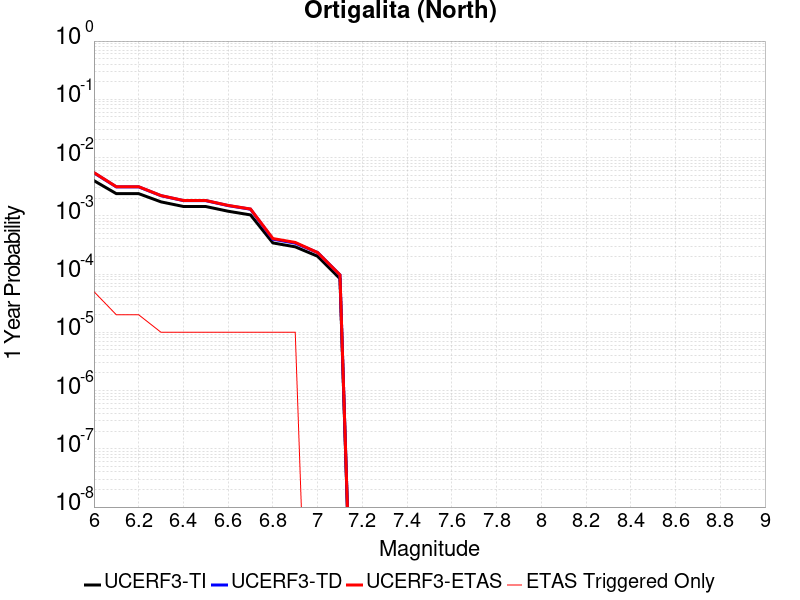 Ortigalita (North)
10^0
10^-1
10^-2
10^-3
10^-4
10^-5
10^-6
10^-7
10^-8
1 Year Probability
6 6.2 6.4 6.6 6.8 7 7.2 7.4 7.6 7.8 8 8.2 8.4 8.6 8.8 9
Magnitude
UCERF3-TI UCERF3-TD UCERF3-ETAS ETAS Triggered Only